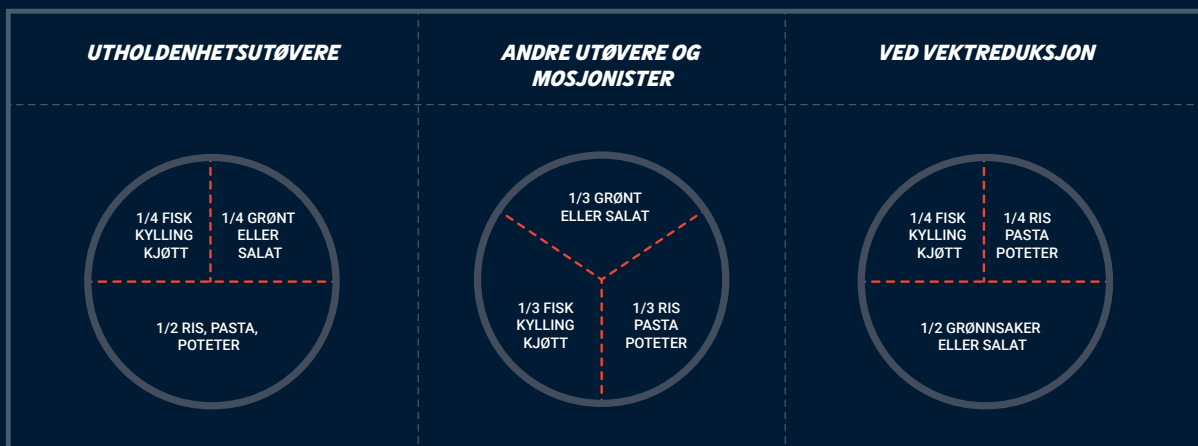 UTHOLDENHETSUTØVERE
ANDRE UTØVERE OG
MOSJONISTER
VED VEKTREDUKSJON
1/4 FISK
KYLLING
KJØTT
1/4 GRØNT
ELLER
SALAT
1/2 RIS, PASTA,
POTETER
1/3 GRØNT
ELLER SALAT
1/3 FISK
KYLLING
KJØTT
1/3 RIS
PASTA
POTETER
1/4 FISK
KYLLING
KJØTT
1/4 RIS
PASTA
POTETER
1/2 GRØNNSAKER
ELLER SALAT